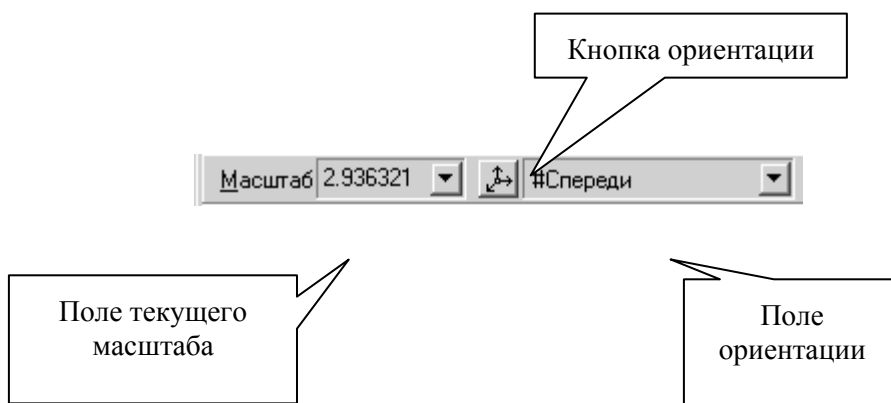 Кнопка ориентации
Масштаб 2.936321 #Спереди
Поле текущего
масштаба
Поле
ориентации